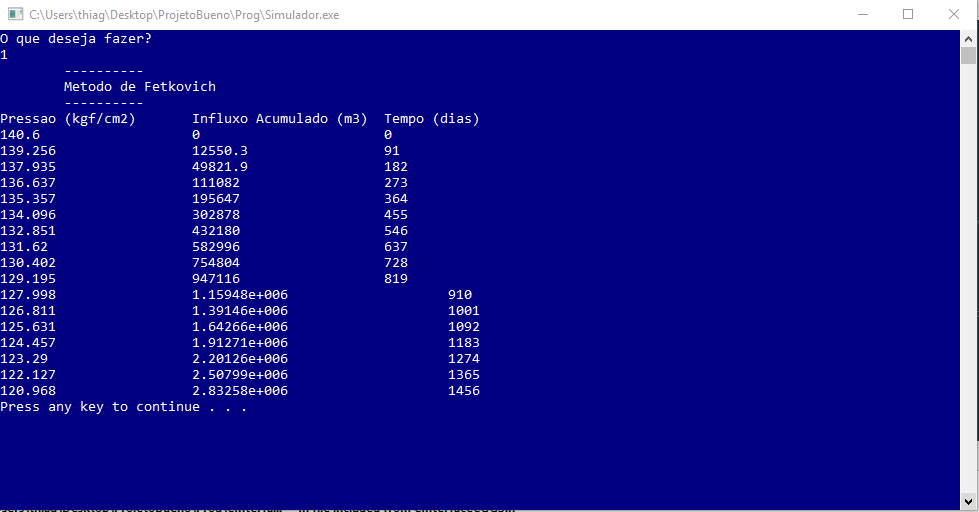 C:\Users\thiag\Desktop\ProjetoBueno\Prog\Simulador.exe
O que deseja fazer?
1
----------
Metodo de Fetkovich
----------
Pressao (kgf/cm2) Influxo Acumulado (m3) Tempo (dias)
140.6 0 0
139.256 12550.3 91
137.935 49821.9 182
136.637 111082 273
135.357 195647 364
134.096 302878 455
132.851 432180 546
131.62 582996 637
130.402 754804 728
129.195 947116 819
127.998 1.15948e+006 910
126.811 1.39146e+006 1001
125.631 1.64266e+006 1092
124.457 1.91271e+006 1183
123.29 2.20126e+006 1274
122.127 2.50799e+006 1365
120.968 2.83258e+006 1456
Press any key to continue . . .